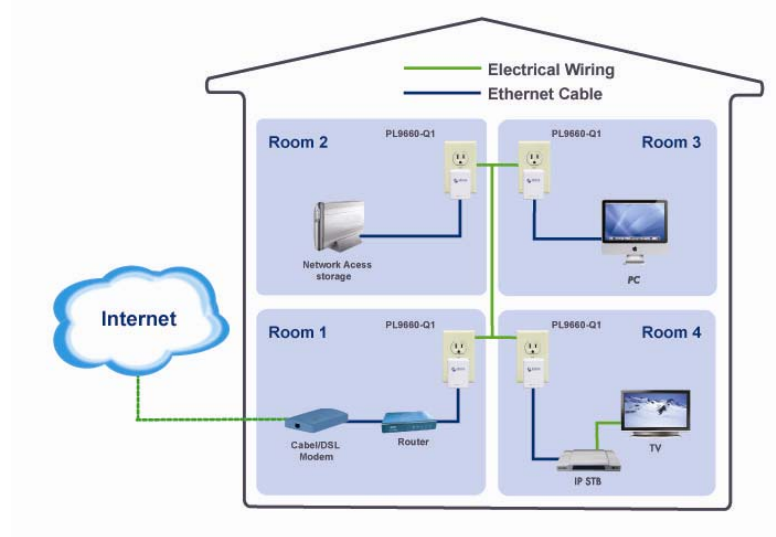 Electrical Wiring
Ethernet Cable
Room 2
PL9660-Q1
Network Acess
storage
PL9660-Q1
Room 3
PC
Internet
Room 1
PL9660-Q1
Cabel/DSL
Modem
Router
PL9660-Q1
Room 4
IP STB
TV